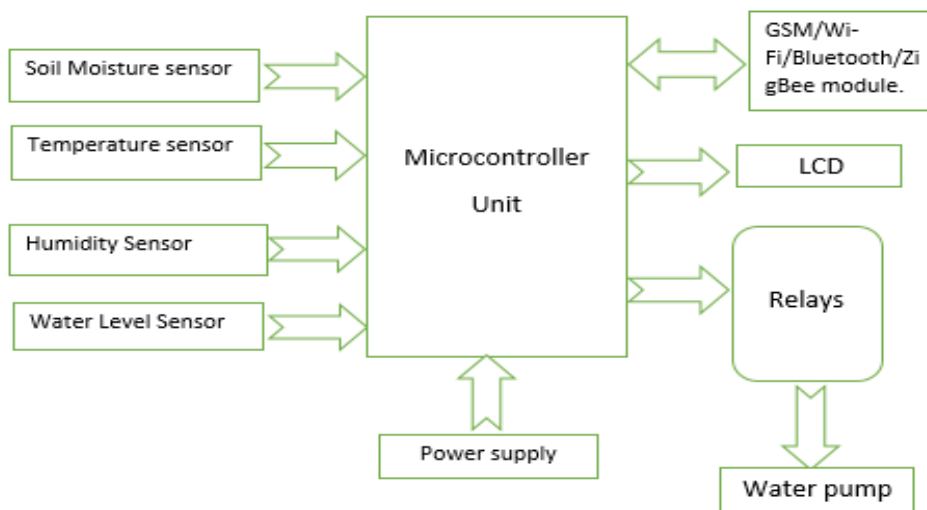 Soil Moisture sensor
Temperature sensor
Humidity Sensor
Water Level Sensor
Microcontroller
Unit
Power supply
GSM/Wi-
Fi/Bluetooth/Zi
gBee module.
LCD
Relays
Water pump